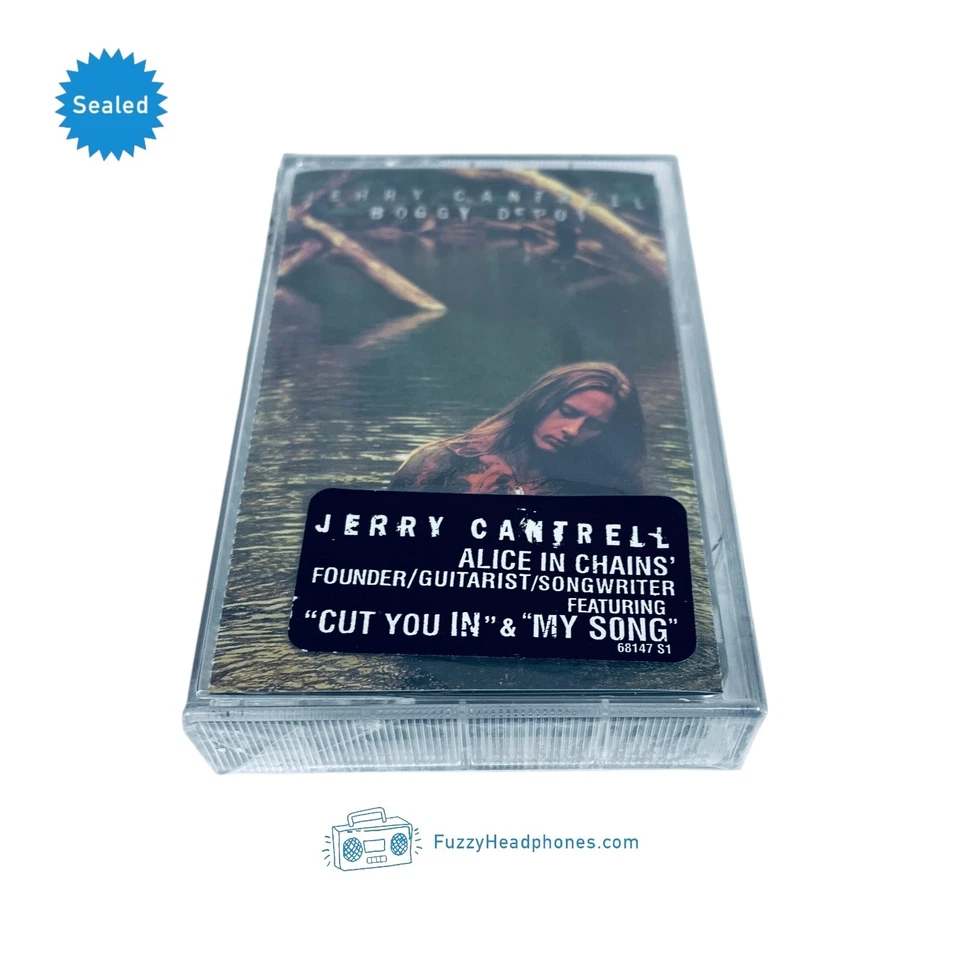 Sealed
JERRY CANTRELL
BOGGY DEPOT
JERRY CANTRELL
ALICE IN CHAINS'
FOUNDER/GUITARIST/SONGWRITER
FEATURING
"CUT YOU IN" & "MY SONG"
68147 S1
FuzzyHeadphones.com